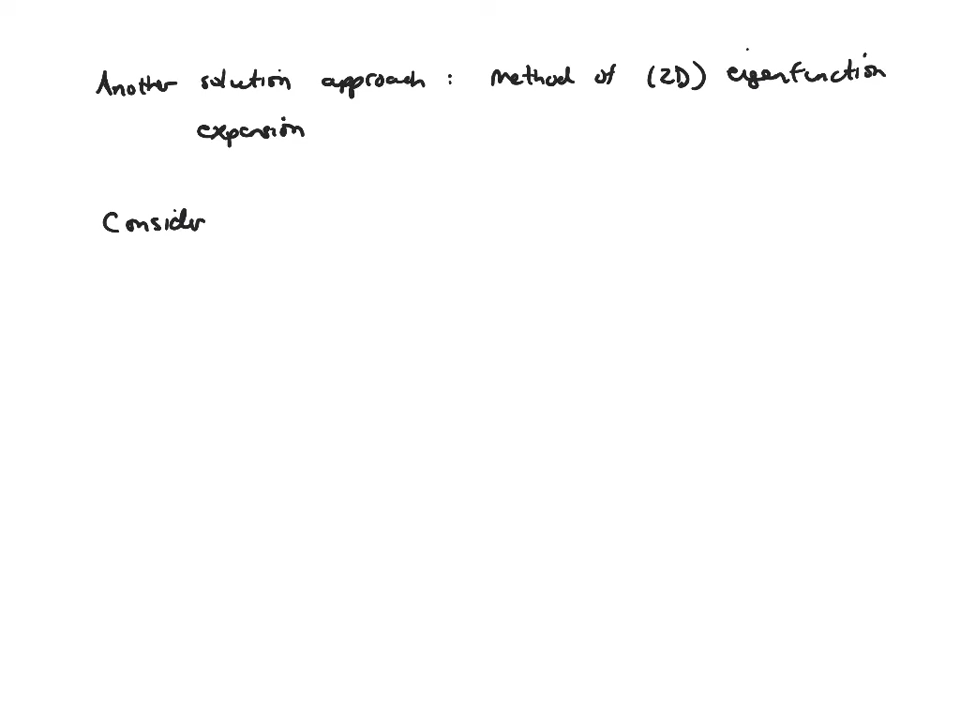 Another solution approach : method of (2D) eigenfunction
expansion
Consider